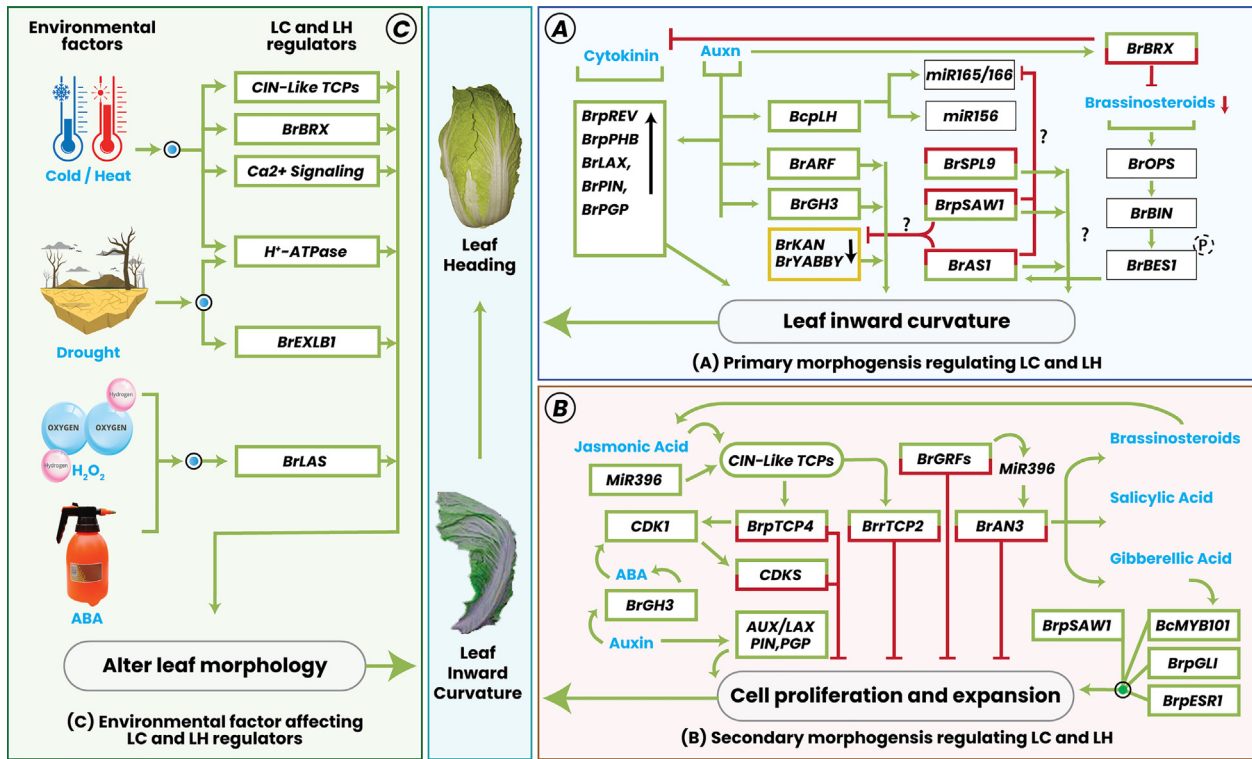 Environmental
factors
LC and LH
regulators
C
CIN-Like TCPs
BrBRX
Ca2+ Signaling
Cold / Heat
H⁺-ATPase
Drought
BrEXLB1
Hydrogen
OXYGEN
OXYGEN
Hydrogen
H₂O₂
BrLAS
ABA
Alter leaf morphology
(C) Environmental factor affecting
LC and LH regulators
Leaf
Heading
Leaf
Inward
Curvature
A
Cytokinin
Auxn
BrBRX
BrpREV
BrpPHB
BrLAX,
BrPIN,
BrPGP
BcpLH
miR165/166
miR156
Brassinosteroids
?
BrARF
BrSPL9
BrOPS
BrGH3
BrpSAW1
BrBIN
?
?
BrKAN
BrYABBY
BrAS1
P
BrBES1
Leaf inward curvature
(A) Primary morphogensis regulating LC and LH
B
Jasmonic Acid
Brassinosteroids
CIN-Like TCPs
BrGRFs
MiR396
MiR396
Salicylic Acid
CDK1
BrpTCP4
BrrTCP2
BrAN3
Gibberellic Acid
ABA
CDKS
BrGH3
Auxin
AUX/LAX
PIN,PGP
BrpSAW1
BcMYB101
BrpGLI
BrpESR1
Cell proliferation and expansion
(B) Secondary morphogensis regulating LC and LH